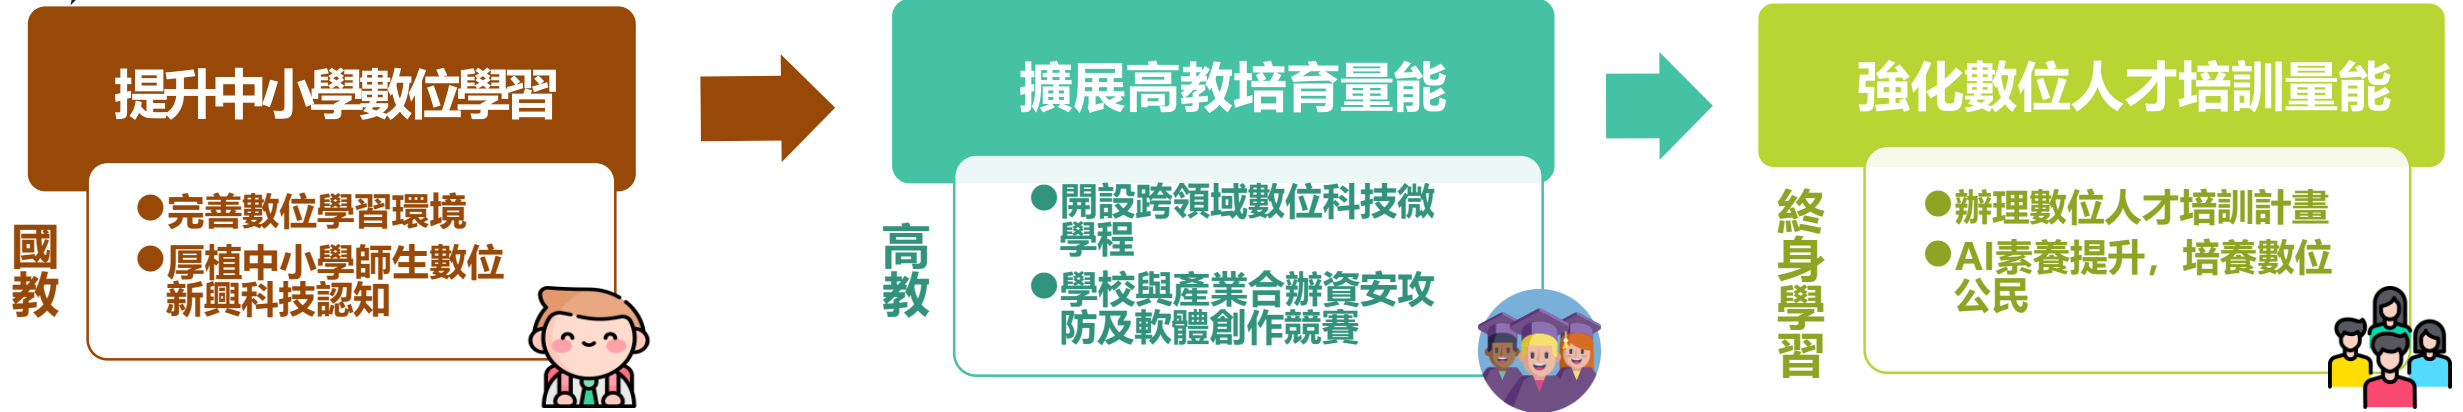 提升中小學數位學習
國教
●完善數位學習環境
●厚植中小學師生數位
新興科技認知
擴展高教培育量能
高教
●開設跨領域數位科技微
學程
●學校與產業合辦資安攻
防及軟體創作競賽
強化數位人才培訓量能
終身學習
●辦理數位人才培訓計畫
●AI素養提升，培養數位
公民